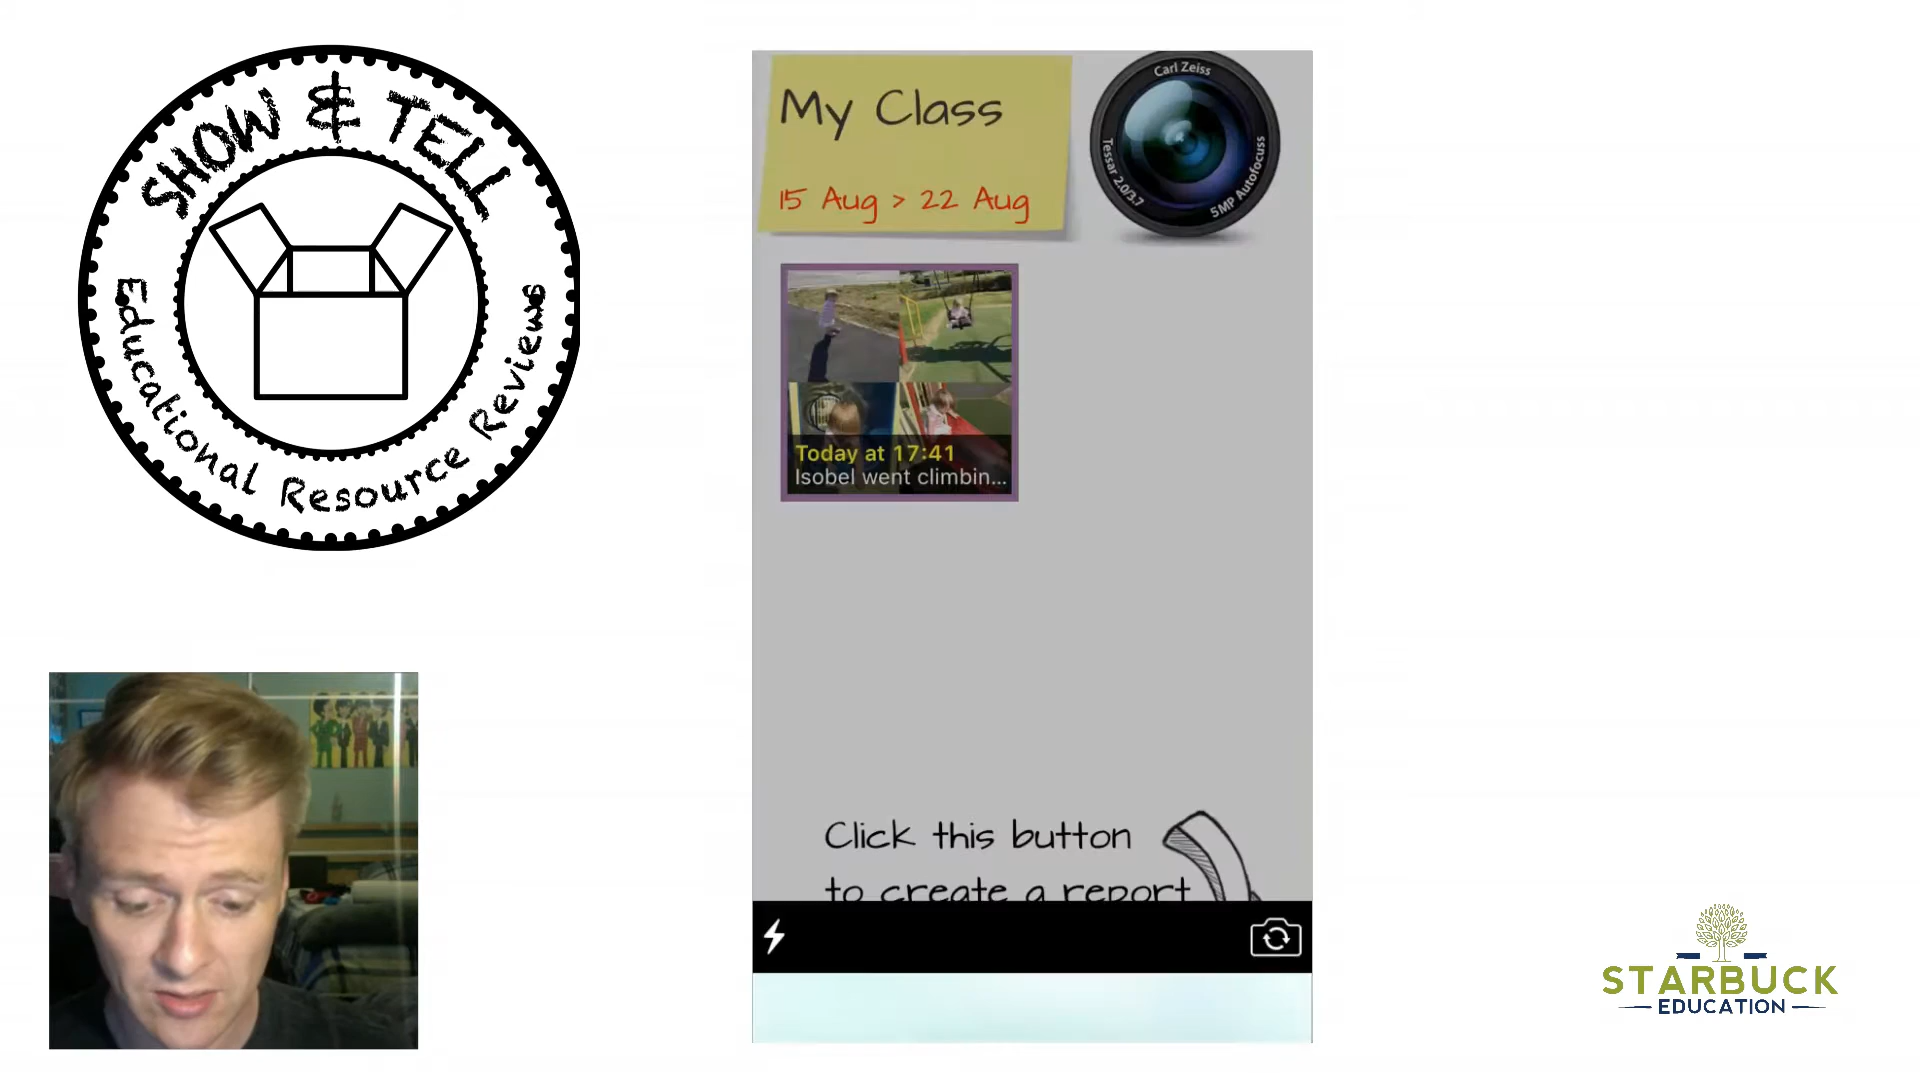 SHOW & TELL
Educational Resource Reviews
My Class
15 Aug > 22 Aug
Carl Zeiss
Tessar 2.0/3.7
5MP Autofocuss
Today at 17:41
Isobel went climbin...
Click this button
to create a report
STARBUCK
EDUCATION